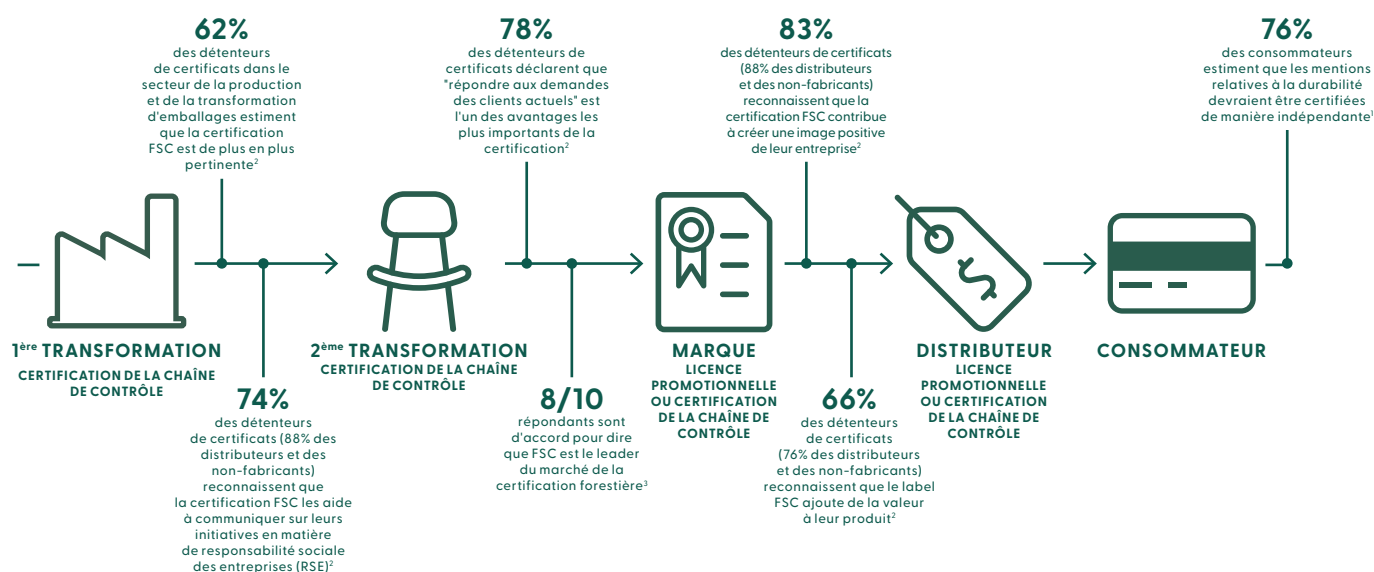 62%
des détenteurs
de certificats dans le
secteur de la production
et de la transformation
d'emballages estiment
que la certification
FSC est de plus en plus
pertinente²
78%
des détenteurs de
certificats déclarent que
"répondre aux demandes
des clients actuels" est
l'un des avantages les
plus importants de la
certification²
83%
des détenteurs de certificats
(88% des distributeurs
et des non-fabricants)
reconnaissent que la
certification FSC contribue
à créer une image positive
de leur entreprise²
76%
des consommateurs
estiment que les mentions
relatives à la durabilité
devraient être certifiées
de manière indépendante¹
1ère TRANSFORMATION
CERTIFICATION DE LA CHAÎNE
DE CONTRÔLE
2ème TRANSFORMATION
CERTIFICATION DE LA CHAÎNE
DE CONTRÔLE
MARQUE
LICENCE
PROMOTIONNELLE
OU CERTIFICATION
DE LA CHAÎNE DE
CONTRÔLE
DISTRIBUTEUR
LICENCE
PROMOTIONNELLE
OU CERTIFICATION
DE LA CHAÎNE DE
CONTRÔLE
CONSOMMATEUR
74%
des détenteurs
de certificats (88% des
distributeurs et des
non-fabricants)
reconnaissent que
la certification FSC les aide
à communiquer sur leurs
initiatives en matière
de responsabilité sociale
des entreprises (RSE)²
8/10
répondants sont
d'accord pour dire
que FSC est le leader
du marché de la
certification forestière³
66%
des détenteurs
de certificats
(76% des distributeurs
et des non-fabricants)
reconnaissent que le label
FSC ajoute de la valeur
à leur produit²